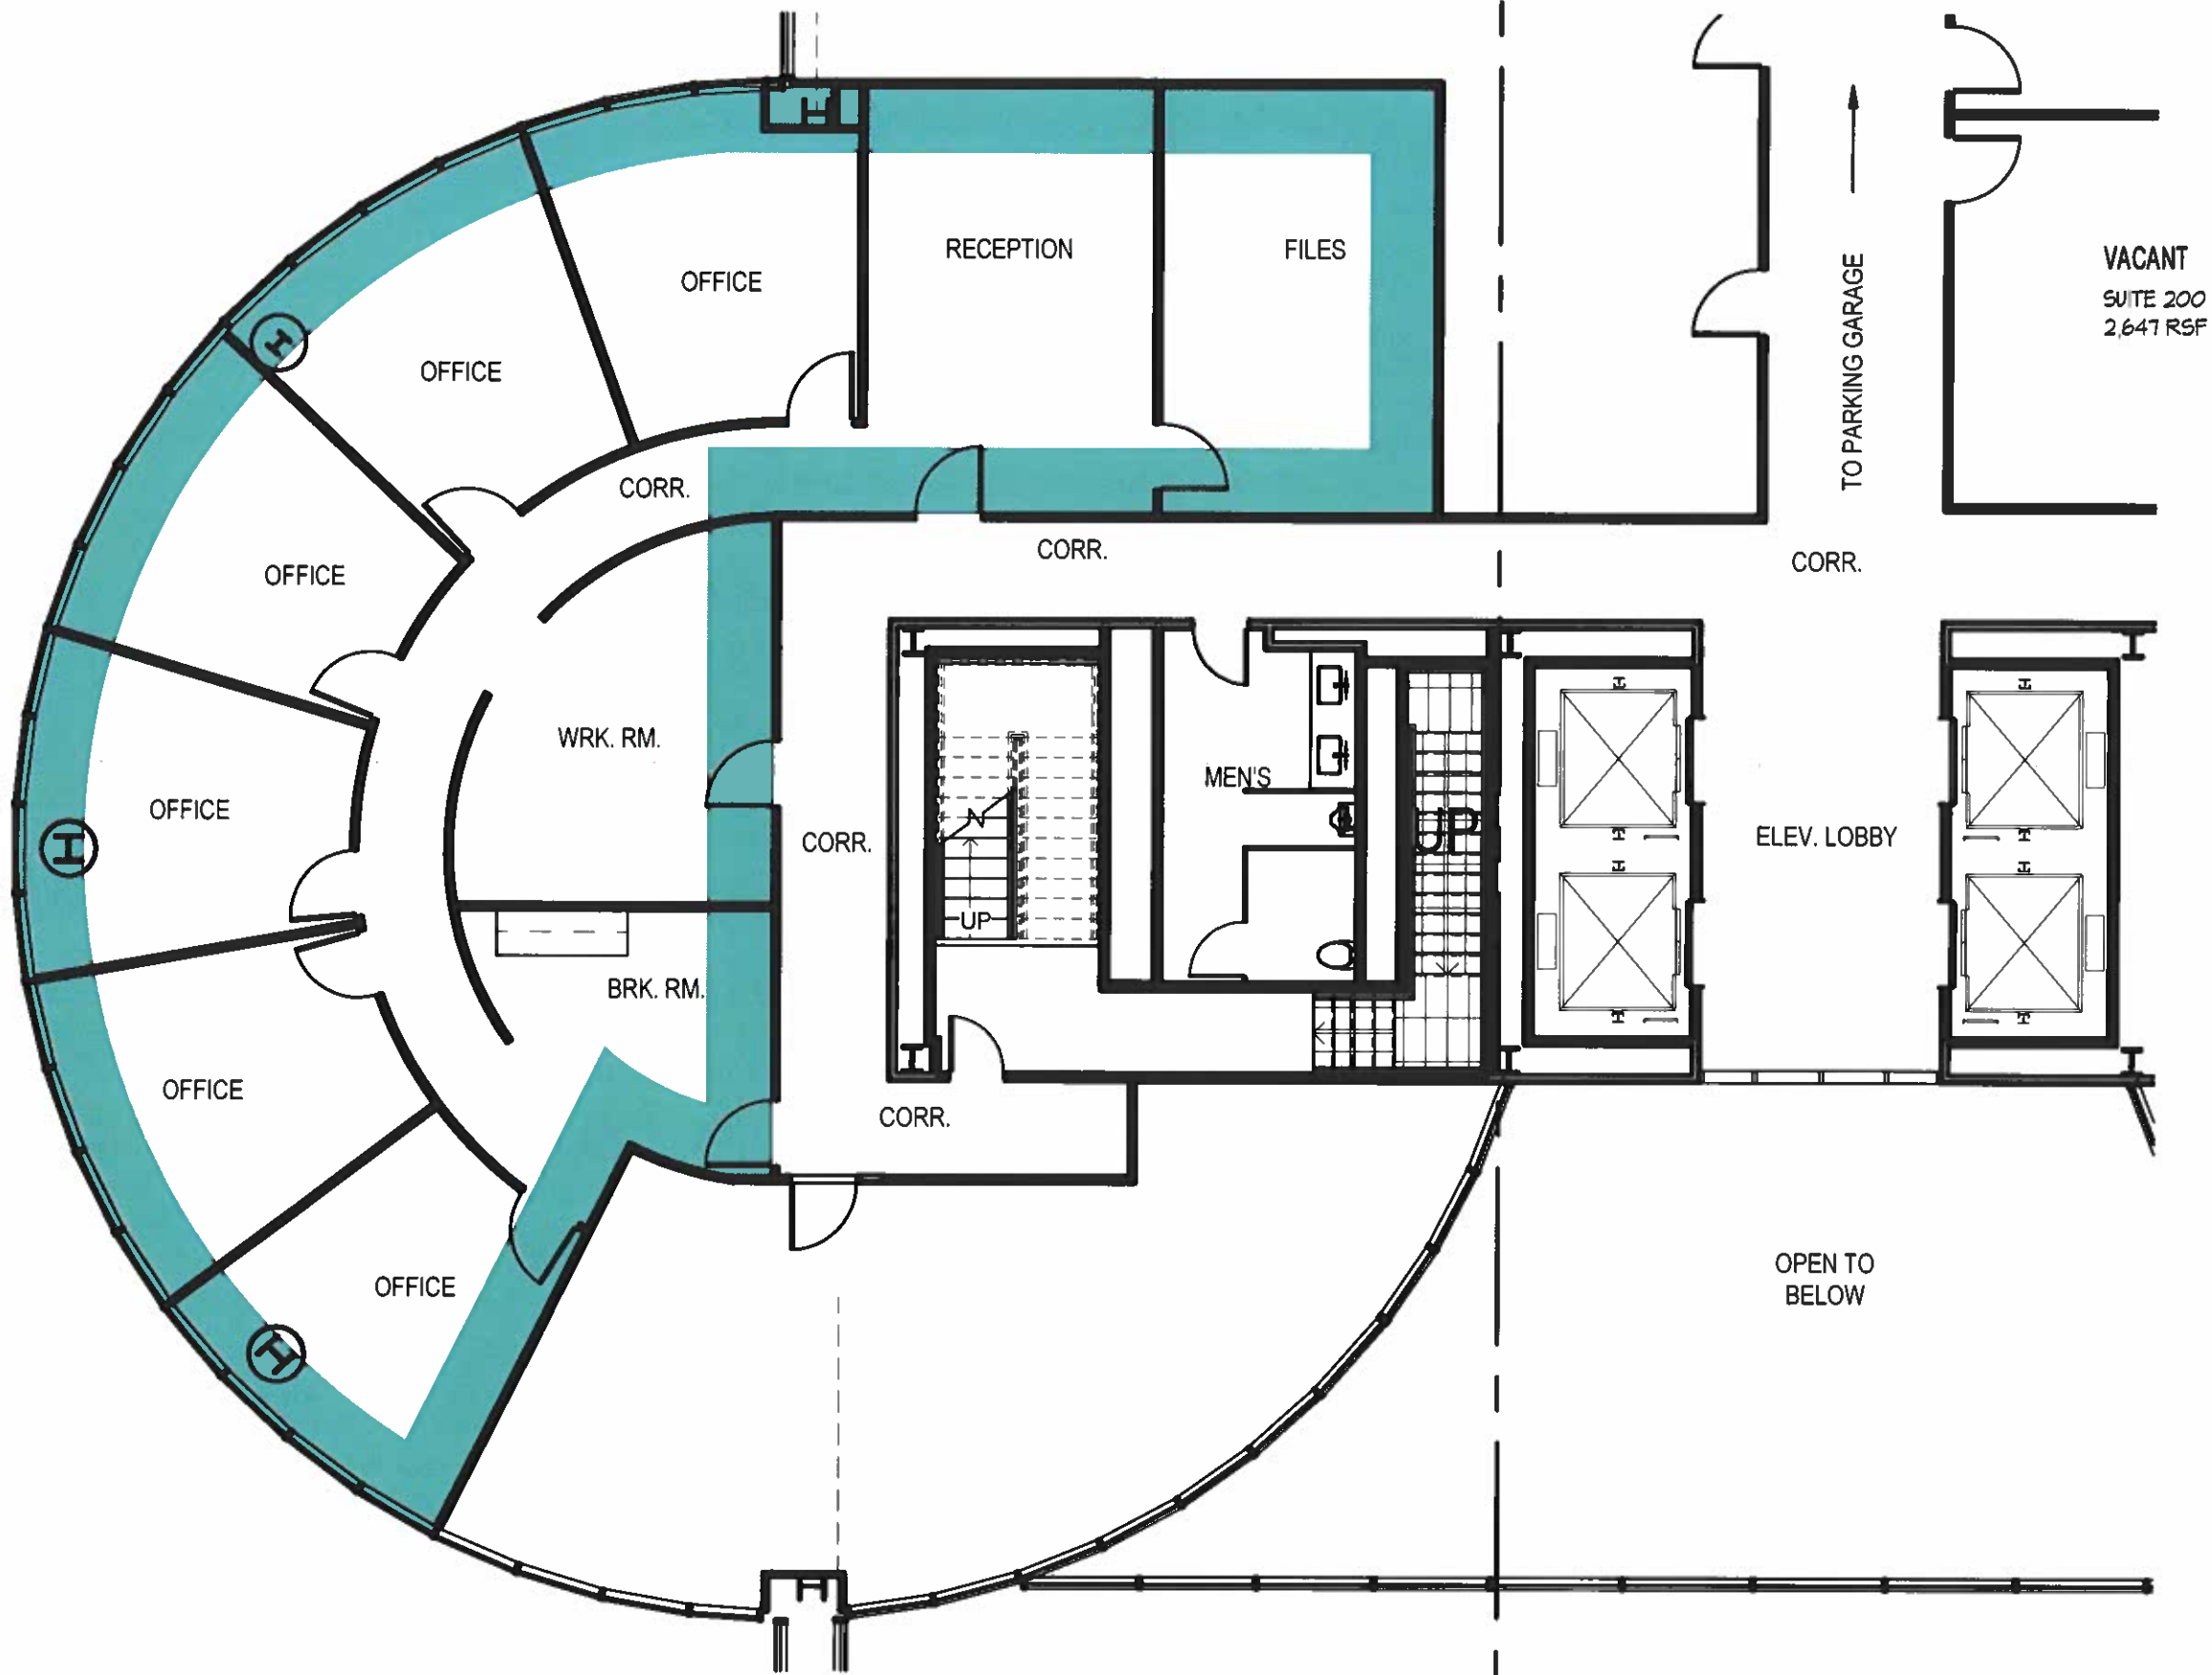 RECEPTION
FILES
OFFICE
VACANT
SUITE 200
2,647 RSF
TO PARKING GARAGE
OFFICE
CORR.
CORR.
CORR.
OFFICE
WRK. RM.
MEN'S
OFFICE
CORR.
UP
ELEV. LOBBY
UP
BRK. RM.
OFFICE
CORR.
OFFICE
OPEN TO
BELOW